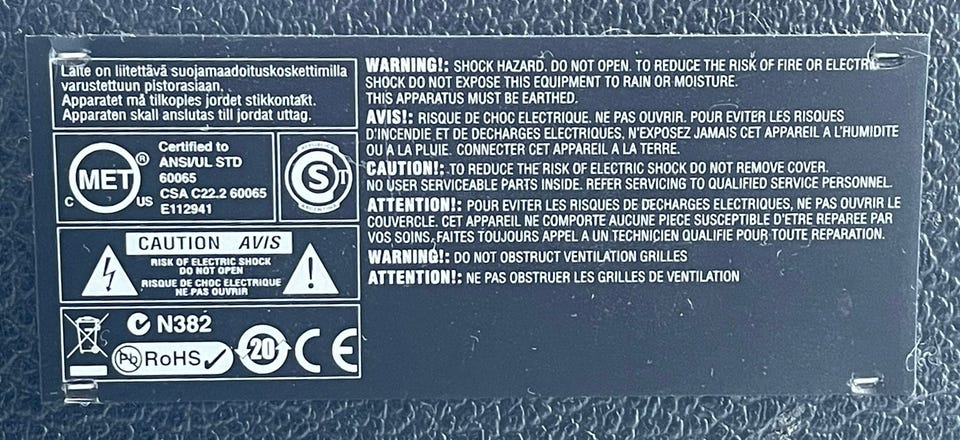 Laite on liitettävä suojamaadoituskoskettimilla
varustettuun pistorasiaan.
Apparatet må tilkoples jordet stikkontakt.
Apparaten skall anslutas till jordat uttag.
MET
®
C
US
Certified to
ANSI/UL STD
60065
CSA C22.2 60065
E112941
S
T
CAUTION AVIS
RISK OF ELECTRIC SHOCK
DO NOT OPEN
RISQUE DE CHOC ELECTRIQUE
NE PAS OUVRIR
N382
Pb RoHS
20
CE
WARNING!: SHOCK HAZARD. DO NOT OPEN. TO REDUCE THE RISK OF FIRE OR ELECTRIC
SHOCK DO NOT EXPOSE THIS EQUIPMENT TO RAIN OR MOISTURE.
THIS APPARATUS MUST BE EARTHED.
AVIS!: RISQUE DE CHOC ELECTRIQUE. NE PAS OUVRIR. POUR EVITER LES RISQUES
D'INCENDIE ET DE DECHARGES ELECTRIQUES, N'EXPOSEZ JAMAIS CET APPAREIL A L'HUMIDITE
OU A LA PLUIE. CONNECTER CET APPAREIL A LA TERRE.
CAUTION!: TO REDUCE THE RISK OF ELECTRIC SHOCK DO NOT REMOVE COVER.
NO USER SERVICEABLE PARTS INSIDE. REFER SERVICING TO QUALIFIED SERVICE PERSONNEL.
ATTENTION!: POUR EVITER LES RISQUES DE DECHARGES ELECTRIQUES, NE PAS OUVRIR LE
COUVERCLE. CET APPAREIL NE COMPORTE AUCUNE PIECE SUSCEPTIBLE D'ETRE REPAREE PAR
VOS SOINS, FAITES TOUJOURS APPEL A UN TECHNICIEN QUALIFIE POUR TOUTE REPARATION.
WARNING!: DO NOT OBSTRUCT VENTILATION GRILLES
ATTENTION!: NE PAS OBSTRUER LES GRILLES DE VENTILATION